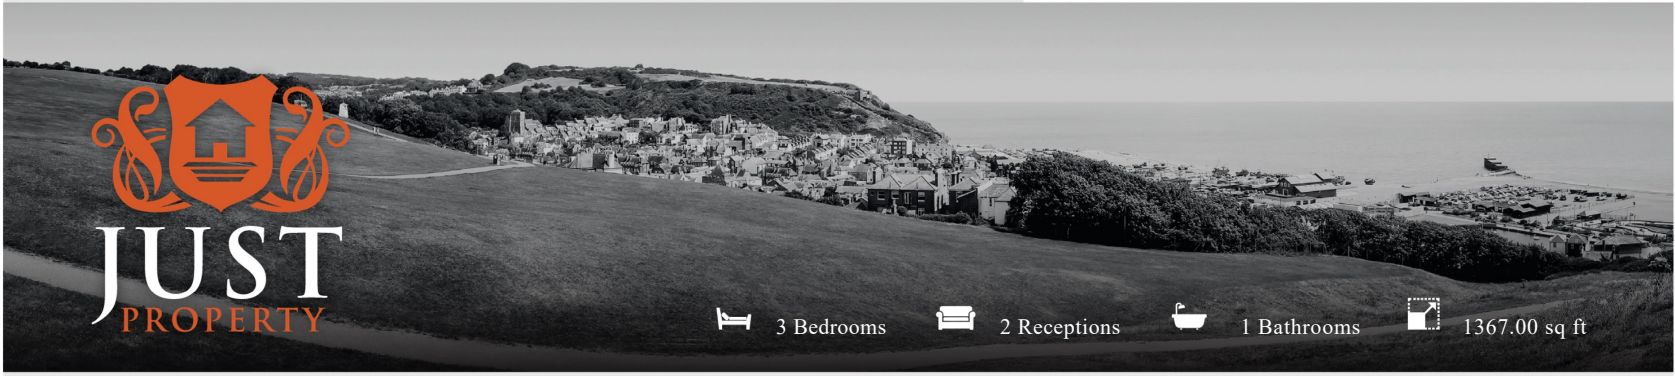 JUST
PROPERTY
3 Bedrooms
2 Receptions
1 Bathrooms
1367.00 sq ft